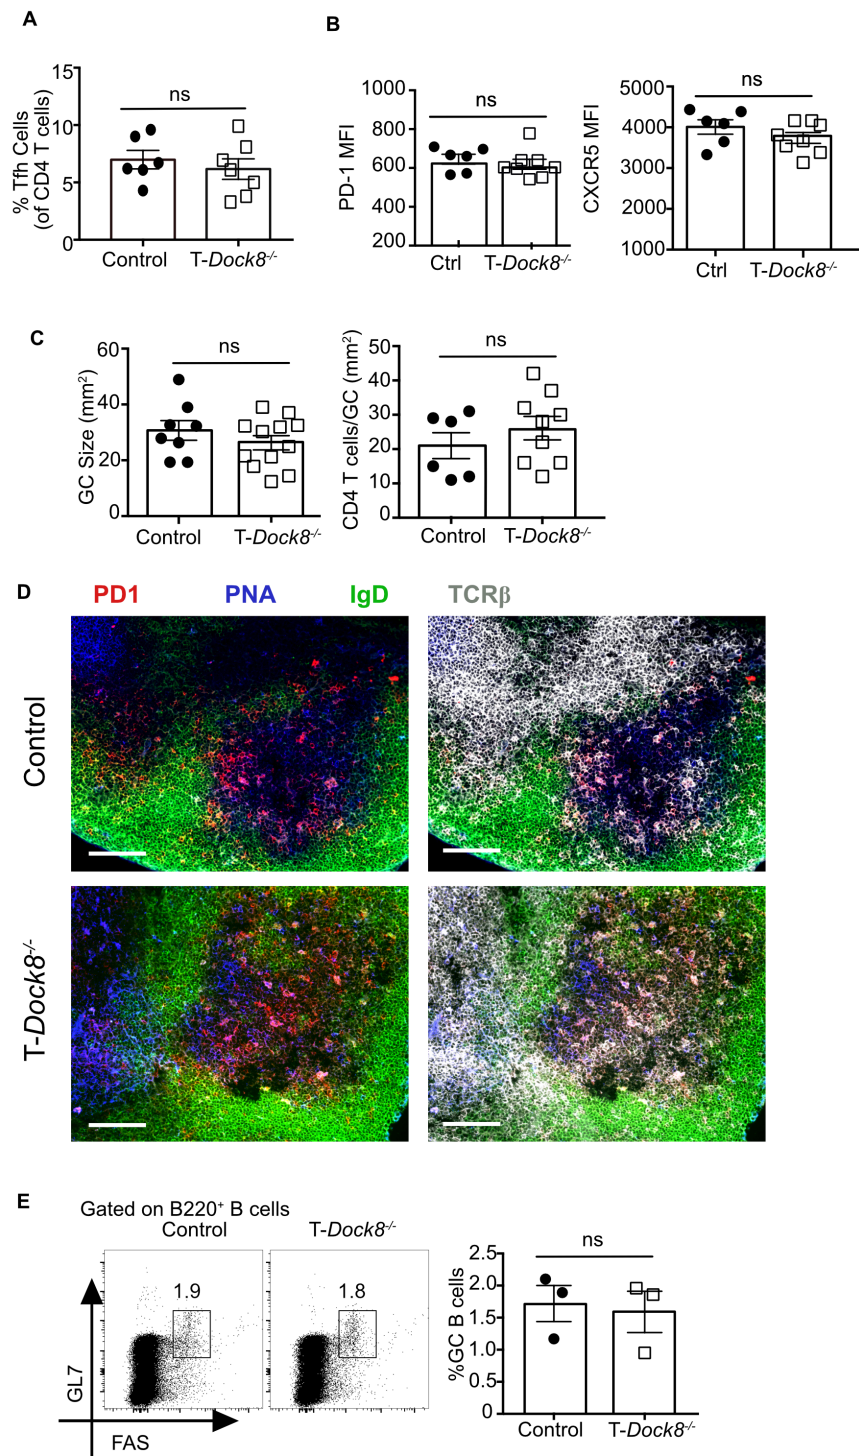 A
15
10
5
0
% Tfh Cells
(of CD4 T cells)
ns
Control
T-Dock8-/-
B
1000
800
600
400
200
PD-1 MFI
ns
Ctrl
T-Dock8-/-
5000
4000
3000
2000
1000
CXCR5 MFI
ns
Ctrl
T-Dock8-/-
C
60
40
20
0
GC Size (mm2)
ns
Control
T-Dock8-/-
50
40
30
20
10
0
CD4 T cells/GC (mm2)
ns
Control
T-Dock8-/-
D
PD1
PNA
IgD
TCRβ
Control
T-Dock8-/-
E
Gated on B220+ B cells
Control
T-Dock8-/-
1.9
1.8
GL7
FAS
2.5
2.0
1.5
1.0
0.5
0
%GC B cells
ns
Control
T-Dock8-/-